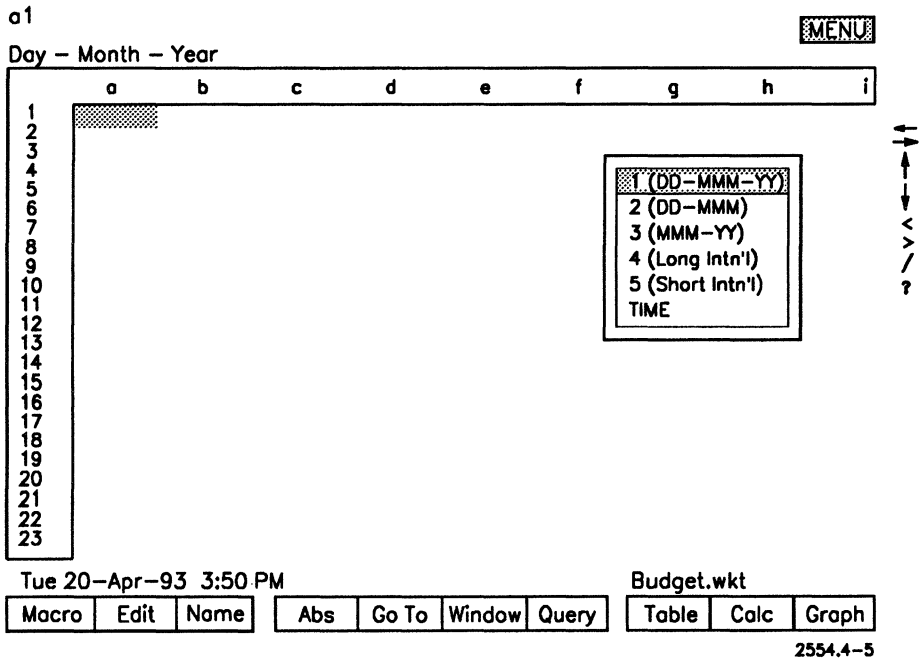 a1
MENU
Day – Month – Year
a b c d e f g h i
1
2
3
4
5
6
7
8
9
10
11
12
13
14
15
16
17
18
19
20
21
22
23
1 (DD–MMM–YY)
2 (DD–MMM)
3 (MMM–YY)
4 (Long Intn'l)
5 (Short Intn'l)
TIME
<
>
/
?
Tue 20–Apr–93 3:50 PM Budget.wkt
Macro Edit Name Abs Go To Window Query Table Calc Graph
2554.4–5